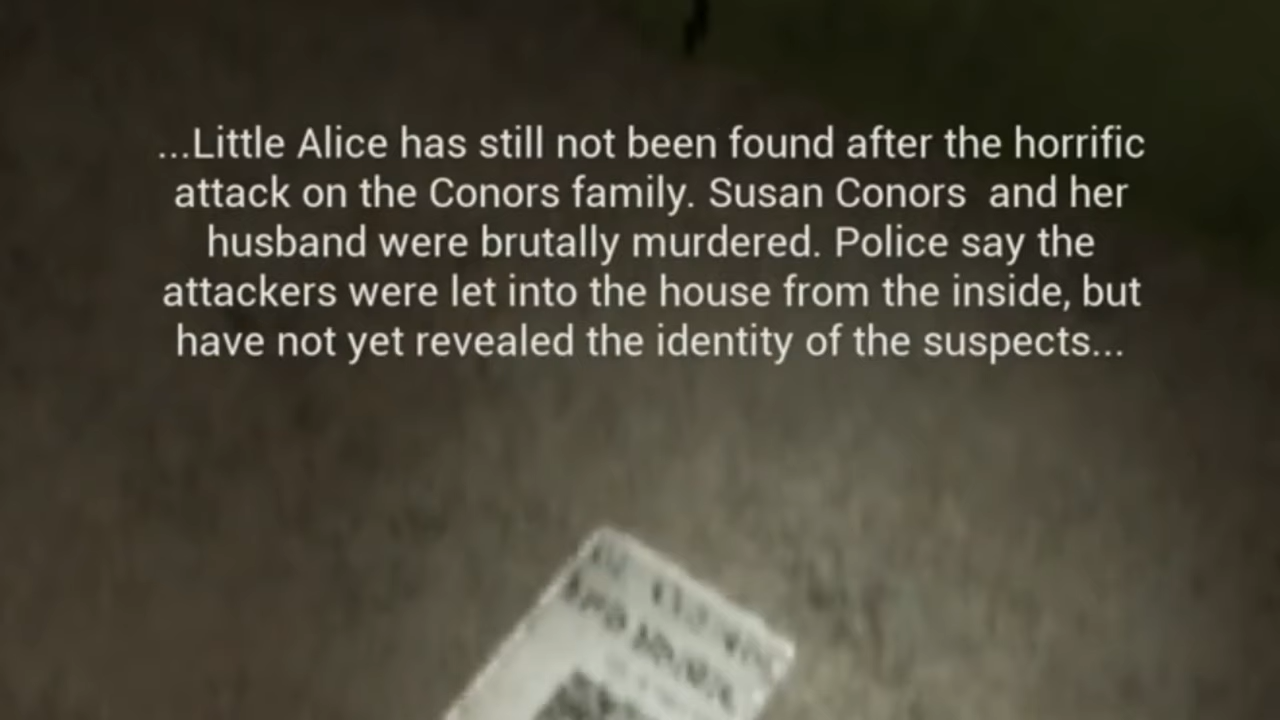 ...Little Alice has still not been found after the horrific
attack on the Conors family. Susan Conors  and her
husband were brutally murdered. Police say the
attackers were let into the house from the inside, but
have not yet revealed the identity of the suspects...